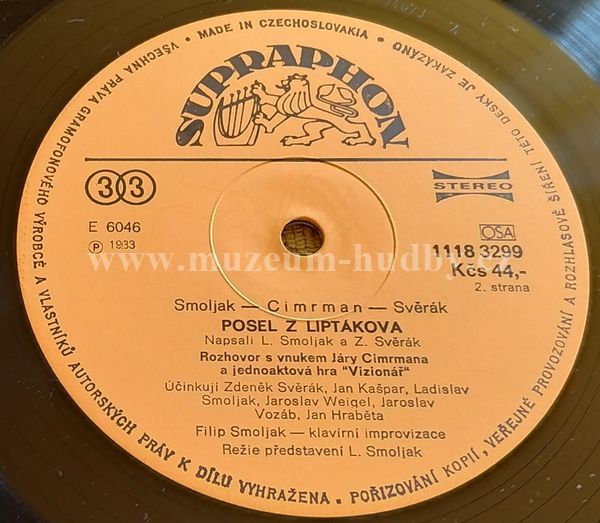 VŠECHNA PRÁVA GRAMOFONOVÉHO VÝROBCE A VLASTNÍKŮ AUTORSKÝCH PRÁV K DÍLU VYHRAŽENA • POŘIZOVÁNÍ KOPIÍ, VEŘEJNÉ PROVOZOVÁNÍ A ROZHLASOVÉ ŠÍŘENÍ TÉTO DESKY JE ZAKÁZÁNO
• MADE IN CZECHOSLOVAKIA •
SUPRAPHON
33
STEREO
E 6046
Ⓟ 1933
OSA
1118 3299
Kčs 44,-
2. strana
www.muzeum-hudby.cz
Smoljak — Cimrman — Svěrák
POSEL Z LIPTÁKOVA
Napsali L. Smoljak a Z. Svěrák
Rozhovor s vnukem Járy Cimrmana
a jednoaktová hra "Vizionář"
Účinkují Zdeněk Svěrák, Jan Kašpar, Ladislav
Smoljak, Jaroslav Weigel, Jaroslav
Vozáb, Jan Hraběta
Filip Smoljak — klavírní improvizace
Režie představení L. Smoljak